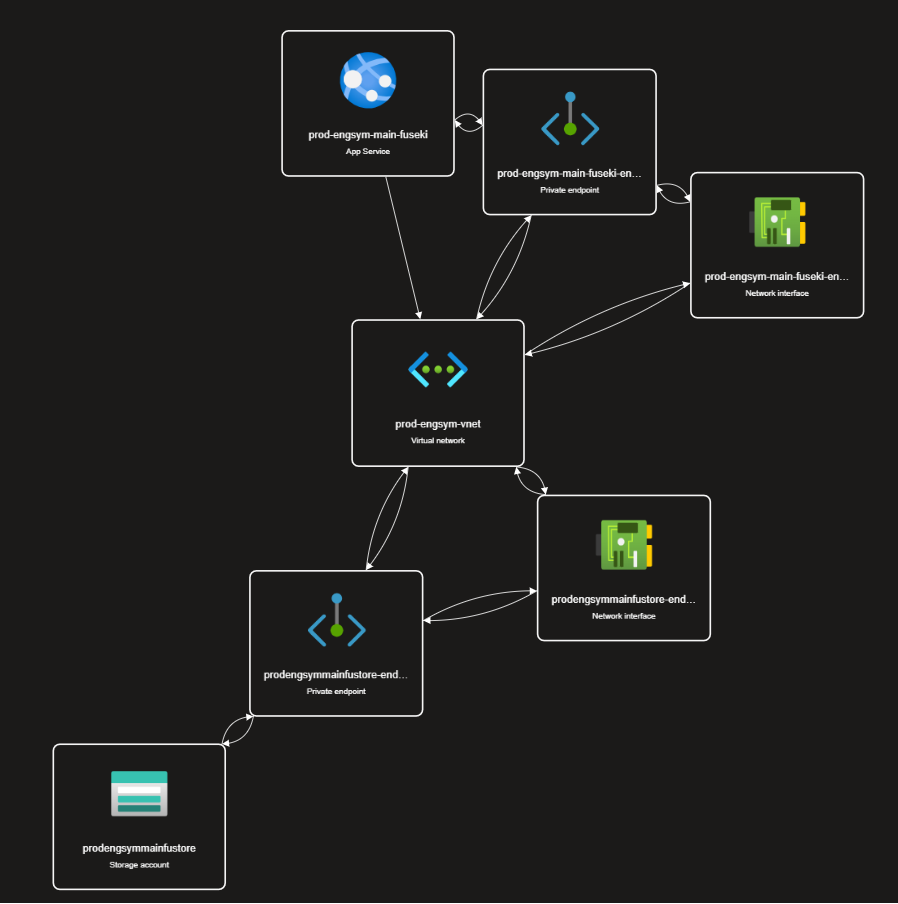 prod-engsym-main-fuseki
App Service
prod-engsym-main-fuseki-en...
Private endpoint
prod-engsym-main-fuseki-en...
Network interface
prod-engsym-vnet
Virtual network
prodengsymmainfustore-end...
Network interface
prodengsymmainfustore-end...
Private endpoint
prodengsymmainfustore
Storage account